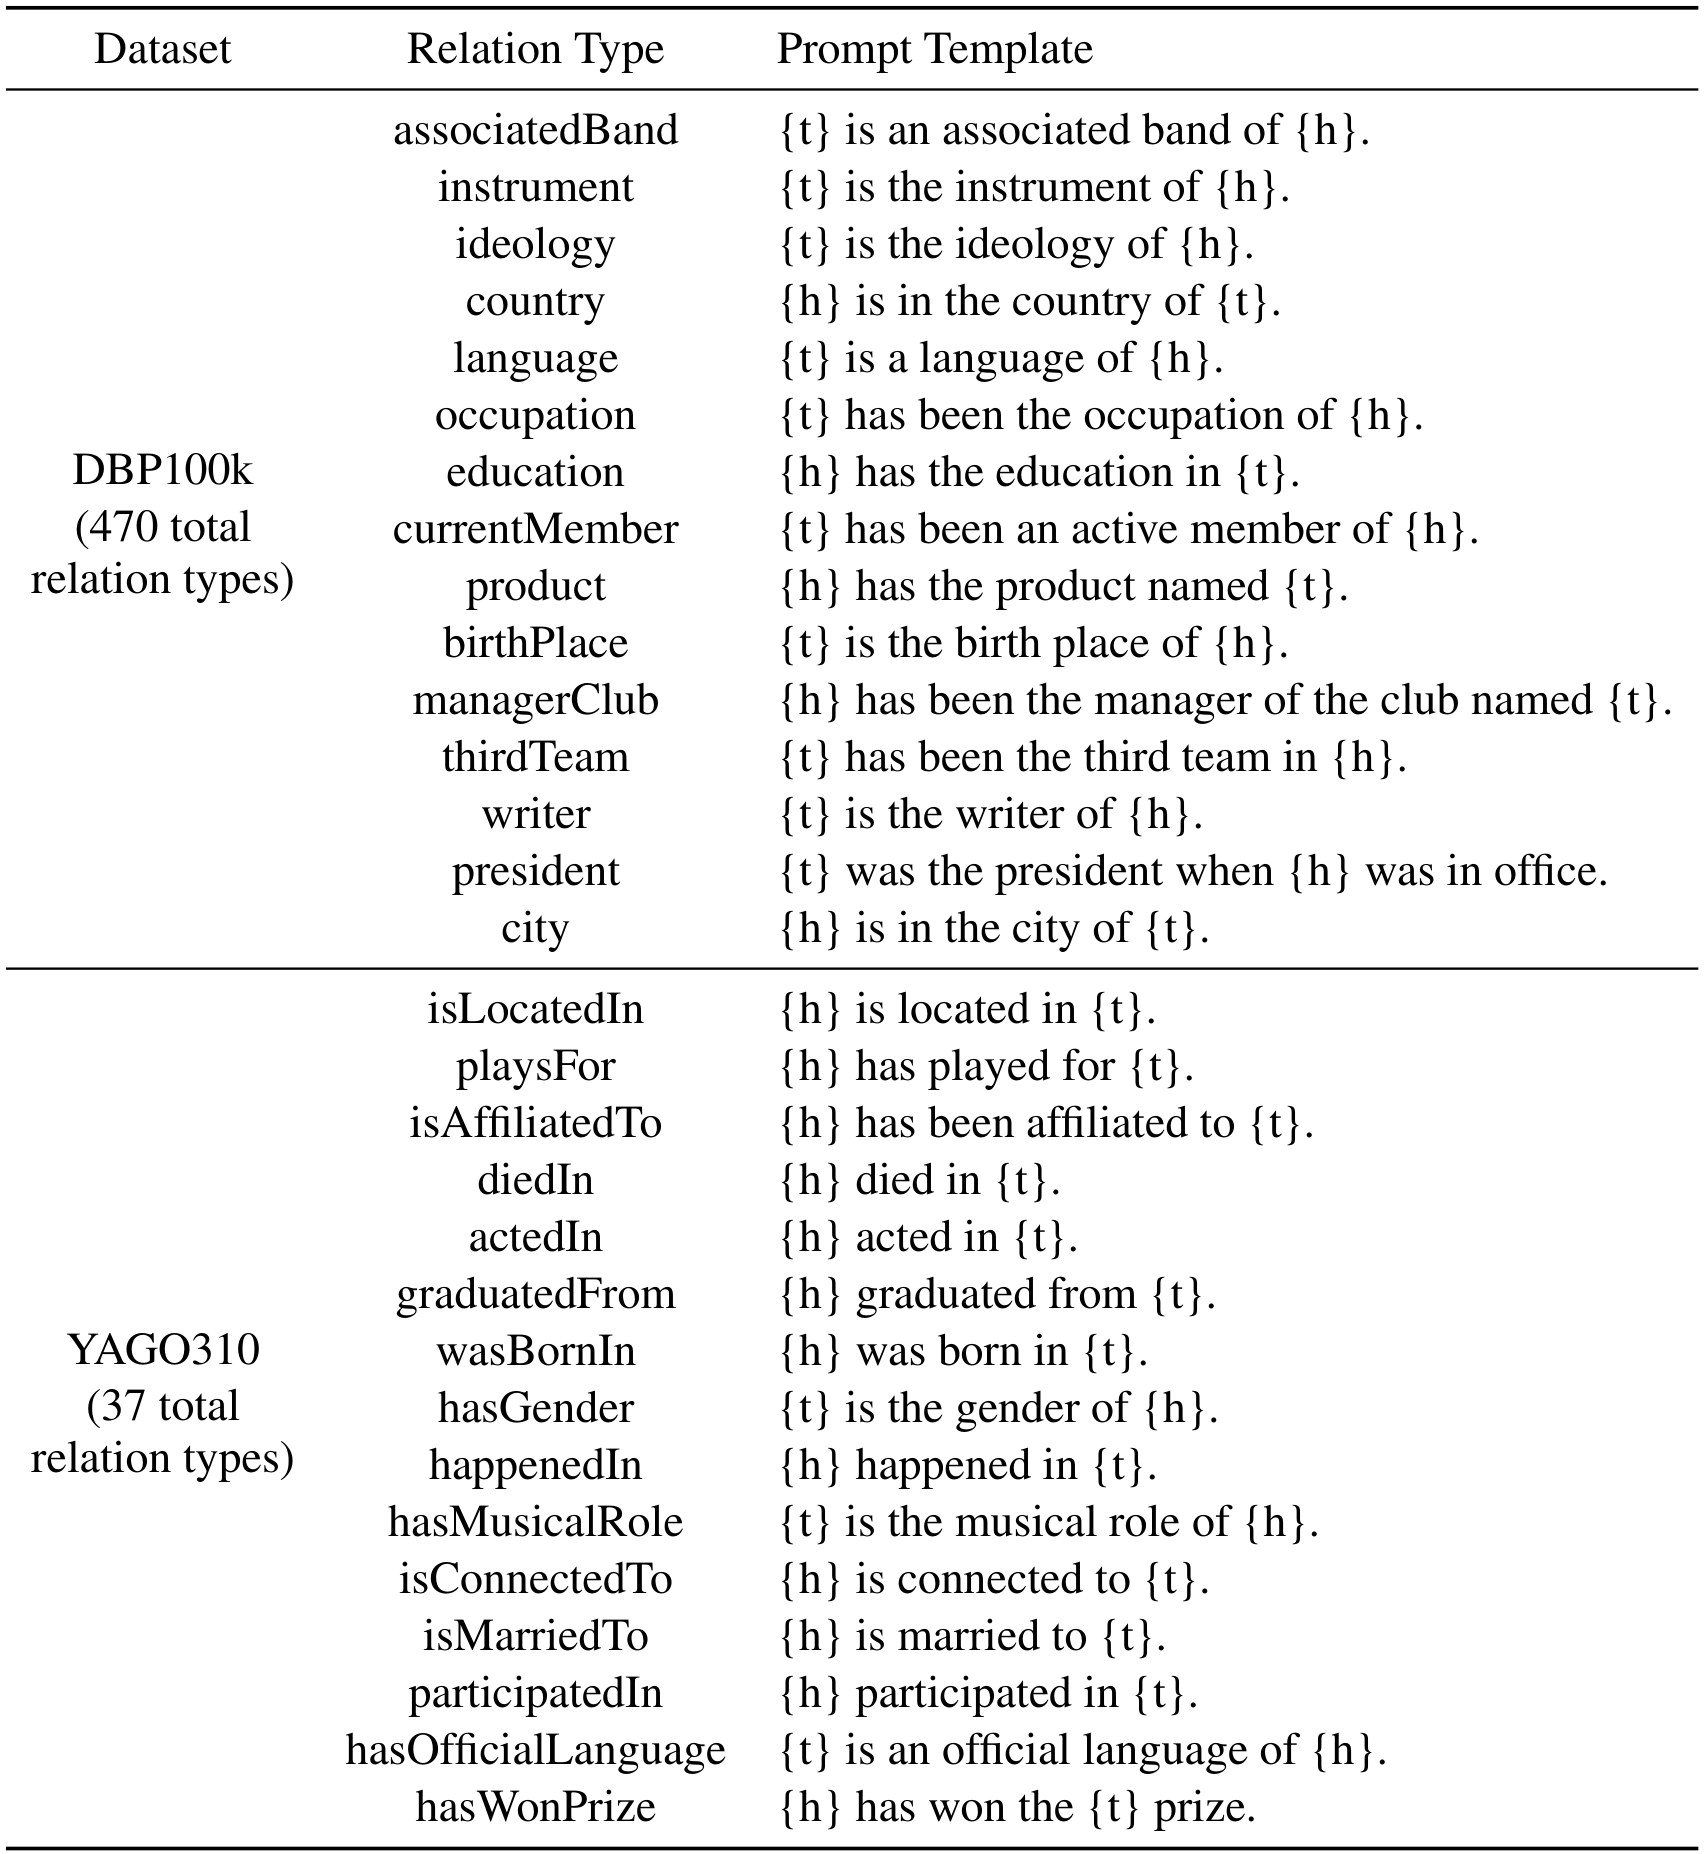 Dataset Relation Type Prompt Template
associatedBand {t} is an associated band of {h}.
instrument {t} is the instrument of {h}.
ideology {t} is the ideology of {h}.
country {h} is in the country of {t}.
language {t} is a language of {h}.
occupation {t} has been the occupation of {h}.
DBP100k
(470 total
relation types)
education {h} has the education in {t}.
currentMember {t} has been an active member of {h}.
product {h} has the product named {t}.
birthPlace {t} is the birth place of {h}.
managerClub {h} has been the manager of the club named {t}.
thirdTeam {t} has been the third team in {h}.
writer {t} is the writer of {h}.
president {t} was the president when {h} was in office.
city {h} is in the city of {t}.
isLocatedIn {h} is located in {t}.
playsFor {h} has played for {t}.
isAffiliatedTo {h} has been affiliated to {t}.
diedIn {h} died in {t}.
actedIn {h} acted in {t}.
graduatedFrom {h} graduated from {t}.
YAGO310
(37 total
relation types)
wasBornIn {h} was born in {t}.
hasGender {t} is the gender of {h}.
happenedIn {h} happened in {t}.
hasMusicalRole {t} is the musical role of {h}.
isConnectedTo {h} is connected to {t}.
isMarriedTo {h} is married to {t}.
participatedIn {h} participated in {t}.
hasOfficialLanguage {t} is an official language of {h}.
hasWonPrize {h} has won the {t} prize.